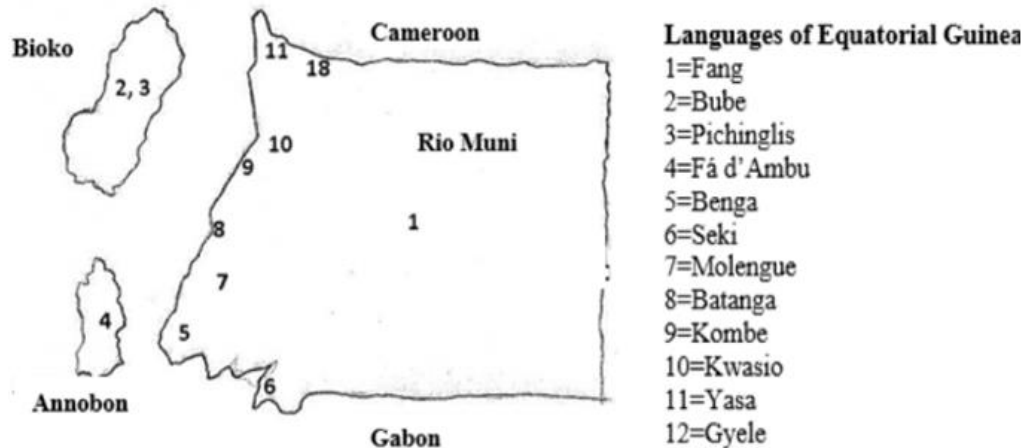 Bioko
2, 3
11
18
Cameroon
10
9
Rio Muni
8
1
7
4
5
6
Annobon
Gabon
Languages of Equatorial Guinea
1=Fang
2=Bube
3=Pichinglis
4=Fá d’Ambu
5=Benga
6=Seki
7=Molengue
8=Batanga
9=Kombe
10=Kwasio
11=Yasa
12=Gyele